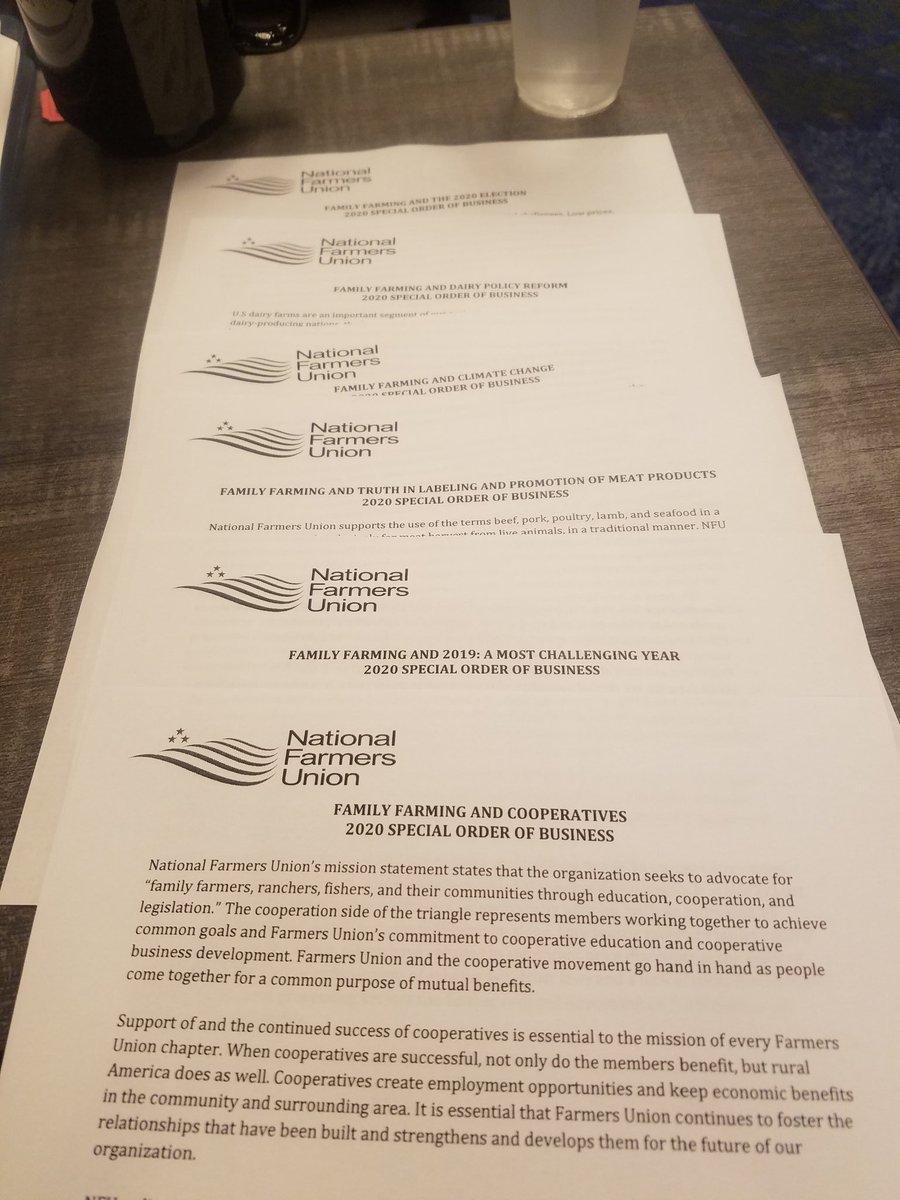 National
Farmers
Union
FAMILY FARMING AND THE 2020 ELECTION
2020 SPECIAL ORDER OF BUSINESS
Low prices,
National
Farmers
Union
FAMILY FARMING AND DAIRY POLICY REFORM
2020 SPECIAL ORDER OF BUSINESS
U.S dairy farms are an important segment of
dairy-producing nations
National
Farmers
Union
FAMILY FARMING AND CLIMATE CHANGE
2020 SPECIAL ORDER OF BUSINESS
National
Farmers
Union
FAMILY FARMING AND TRUTH IN LABELING AND PROMOTION OF MEAT PRODUCTS
2020 SPECIAL ORDER OF BUSINESS
National Farmers Union supports the use of the terms beef, pork, poultry, lamb, and seafood in a
for meat harvest from live animals, in a traditional manner. NFU
National
Farmers
Union
FAMILY FARMING AND 2019: A MOST CHALLENGING YEAR
2020 SPECIAL ORDER OF BUSINESS
National
Farmers
Union
FAMILY FARMING AND COOPERATIVES
2020 SPECIAL ORDER OF BUSINESS
National Farmers Union's mission statement states that the organization seeks to advocate for
"family farmers, ranchers, fishers, and their communities through education, cooperation, and
legislation." The cooperation side of the triangle represents members working together to achieve
common goals and Farmers Union's commitment to cooperative education and cooperative
business development. Farmers Union and the cooperative movement go hand in hand as people
come together for a common purpose of mutual benefits.
Support of and the continued success of cooperatives is essential to the mission of every Farmers
Union chapter. When cooperatives are successful, not only do the members benefit, but rural
America does as well. Cooperatives create employment opportunities and keep economic benefits
in the community and surrounding area. It is essential that Farmers Union continues to foster the
relationships that have been built and strengthens and develops them for the future of our
organization.